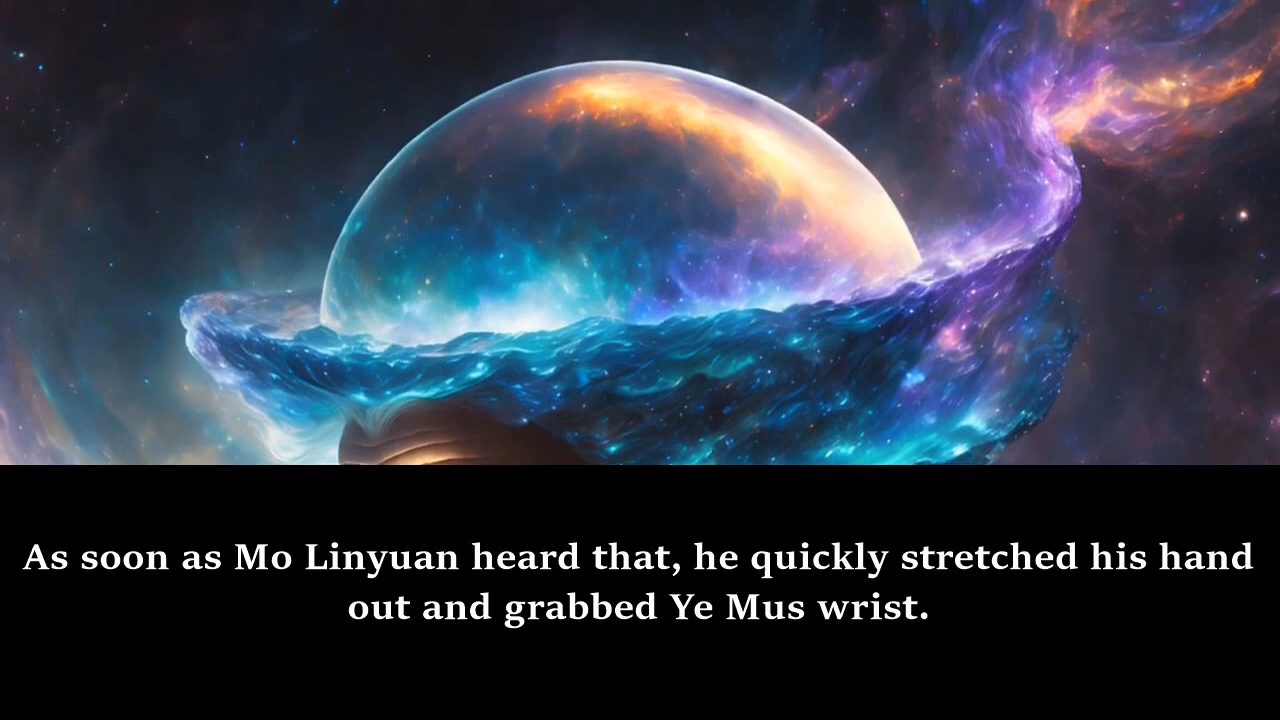 As soon as Mo Linyuan heard that, he quickly stretched his hand
out and grabbed Ye Mus wrist.